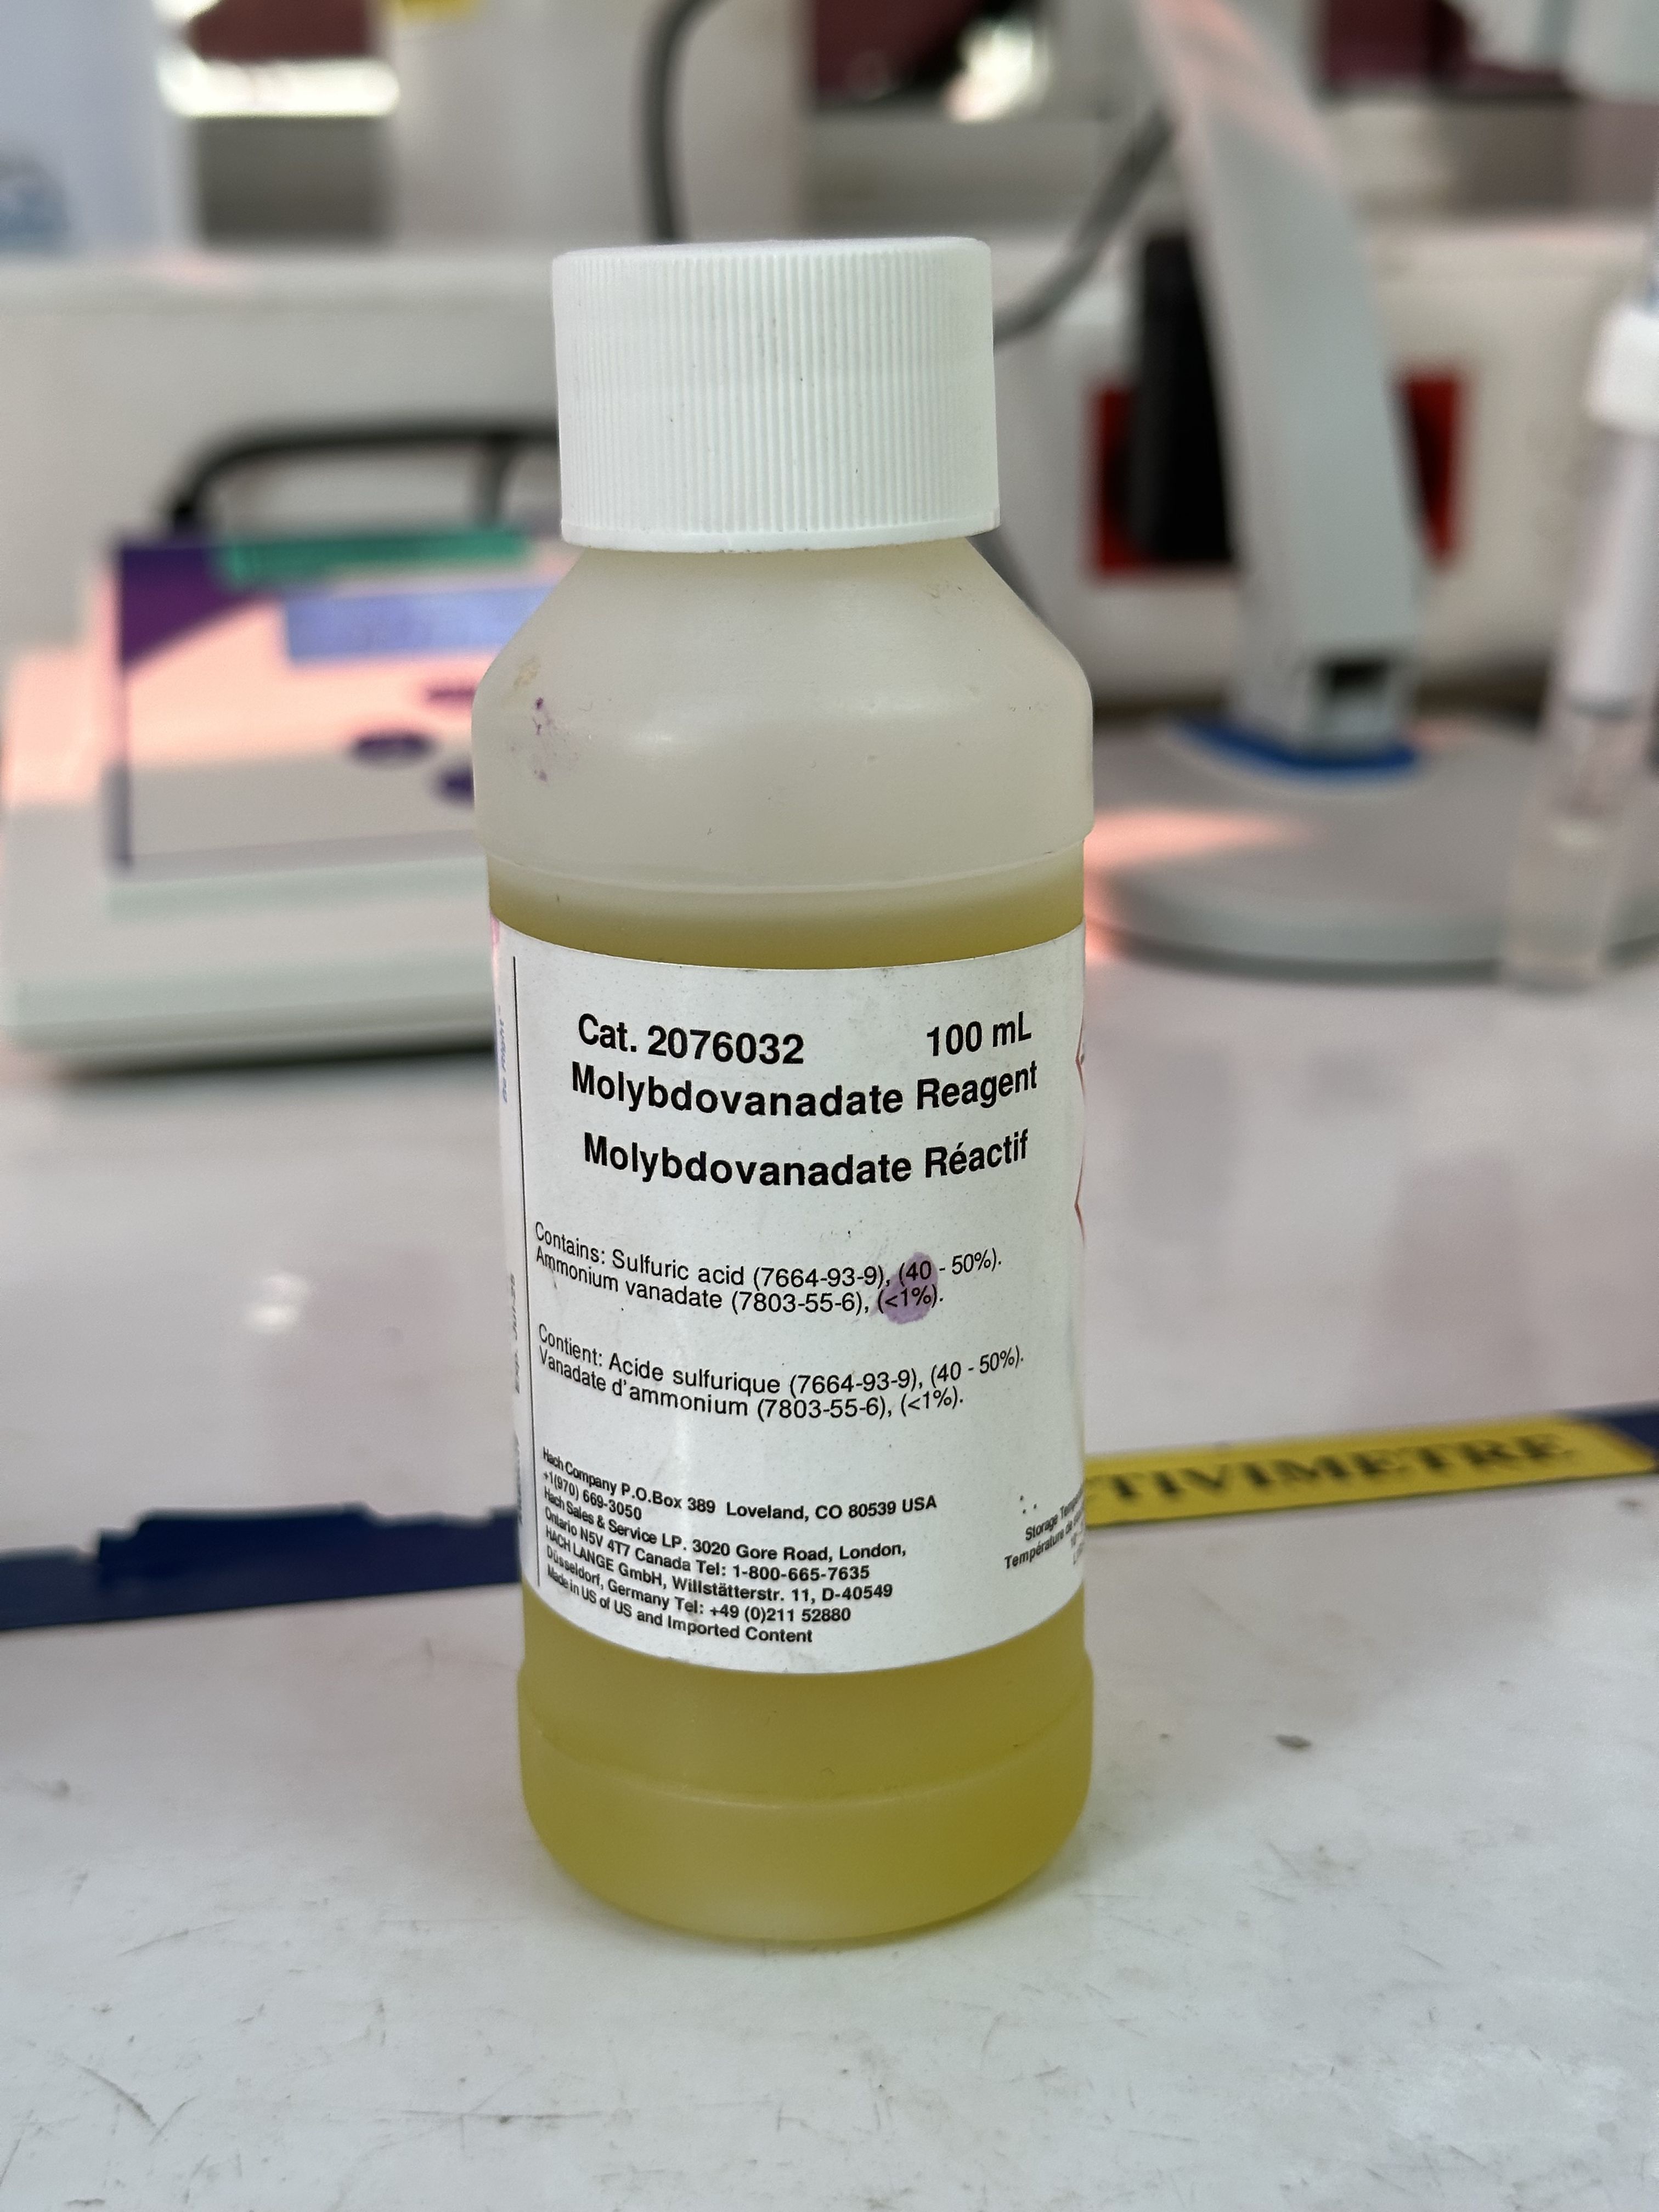 Cat. 2076032 100 mL
Molybdovanadate Reagent
Molybdovanadate Réactif
Contains: Sulfuric acid (7664-93-9), (40 - 50%).
Ammonium vanadate (7803-55-6), (<1%).
Contient: Acide sulfurique (7664-93-9), (40 - 50%).
Vanadate d'ammonium (7803-55-6), (<1%).
Hach Company P.O.Box 389 Loveland, CO 80539 USA
+1(970) 669-3050
Hach Sales & Service LP. 3020 Gore Road, London,
Ontario N5V 4T7 Canada Tel: 1-800-665-7635
HACH LANGE GmbH, Willstätterstr. 11, D-40549
Düsseldorf, Germany Tel: +49 (0)211 52880
Made in US of US and Imported Content
Storage
Température de
Be Right
TIVIMETRE